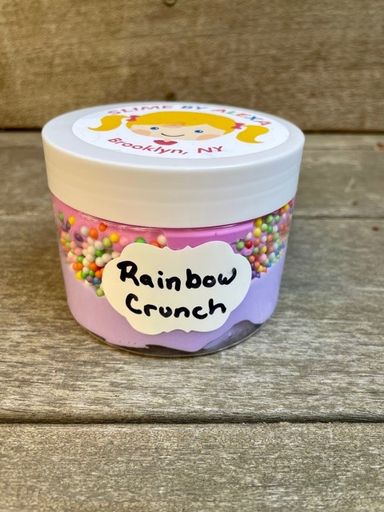 SLIME BY ALEXA
Brooklyn, NY
Rainbow
Crunch